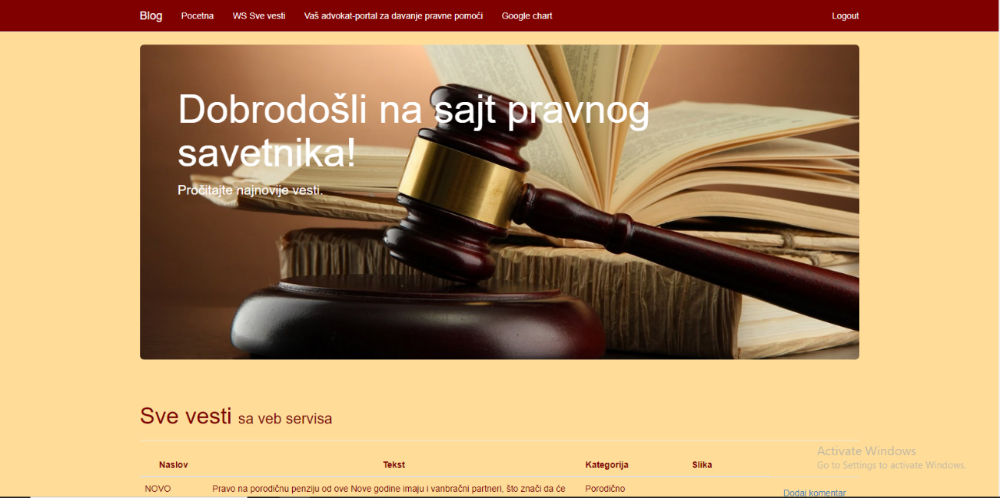 Blog Pocetna WS Sve vesti Vaš advokat-portal za davanje pravne pomoći Google chart Logout
Dobrodošli na sajt pravnog
savetnika!
Pročitajte najnovije vesti.
Sve vesti sa veb servisa
Activate Windows
Go to Settings to activate Windows.
Naslov Tekst Kategorija Slika
NOVO Pravo na porodičnu penziju od ove Nove godine imaju i vanbračni partneri, što znači da će Porodično
Dodaj komentar